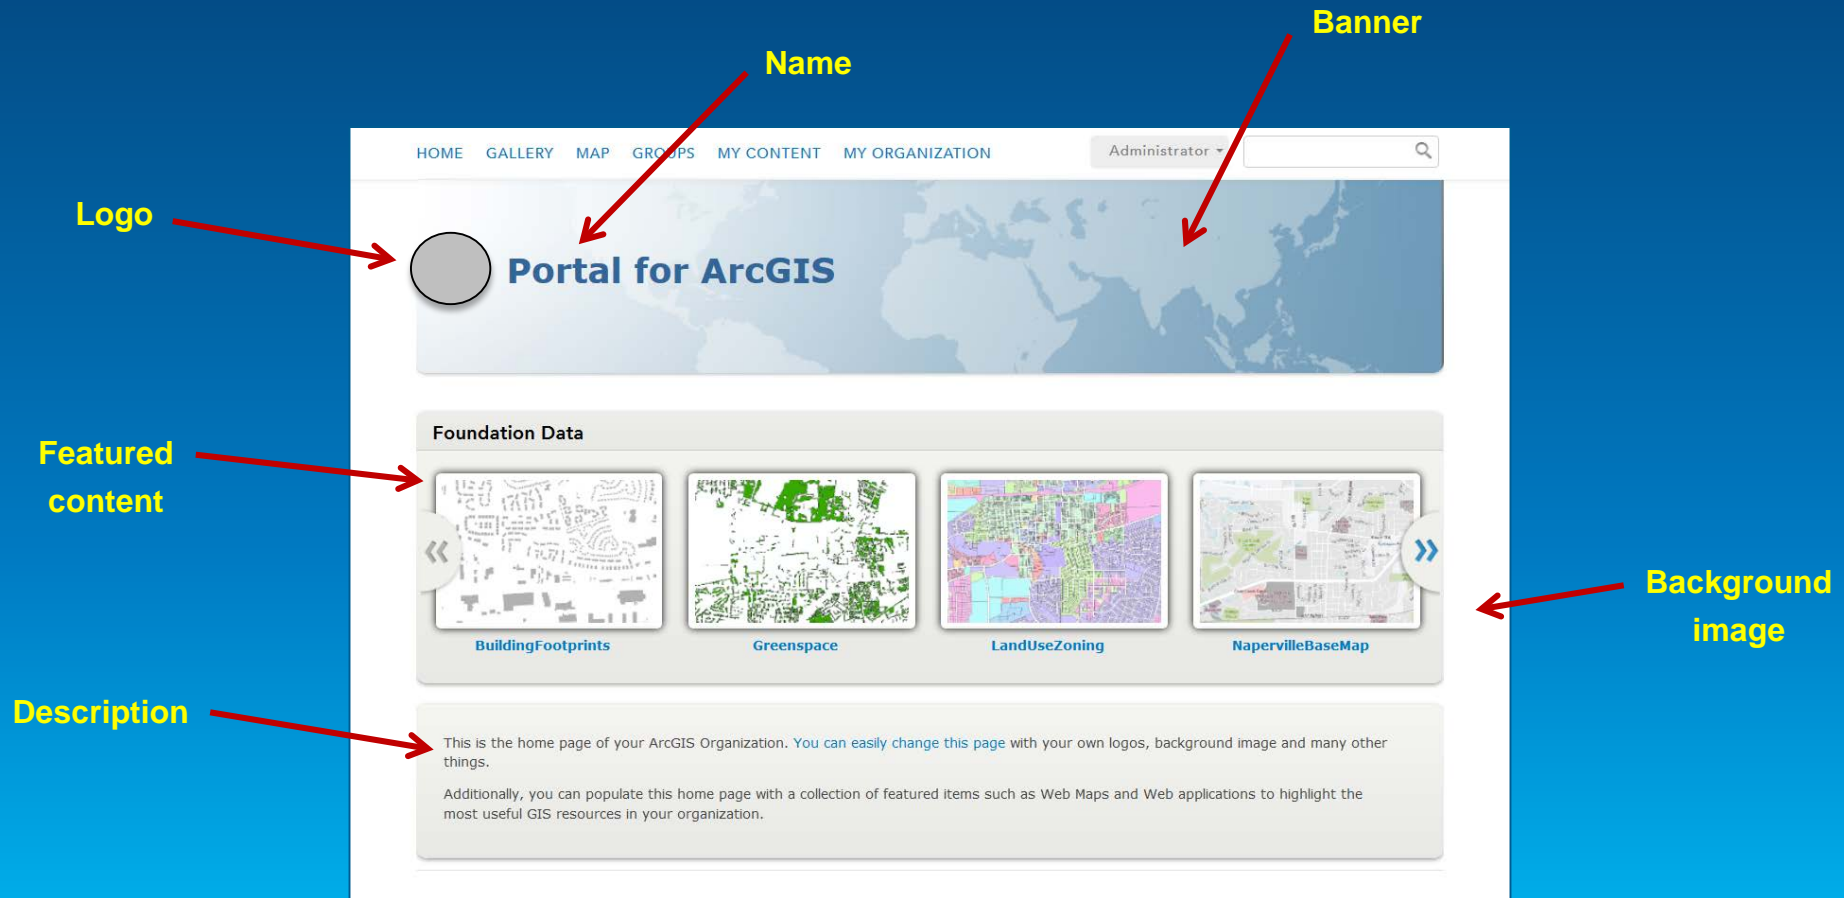 Banner
Name
HOME GALLERY MAP GROUPS MY CONTENT MY ORGANIZATION Administrator
Logo
Portal for ArcGIS
Foundation Data
Featured
content
BuildingFootprints Greenspace LandUseZoning NapervilleBaseMap
Background
image
Description
This is the home page of your ArcGIS Organization. You can easily change this page with your own logos, background image and many other
things.
Additionally, you can populate this home page with a collection of featured items such as Web Maps and Web applications to highlight the
most useful GIS resources in your organization.